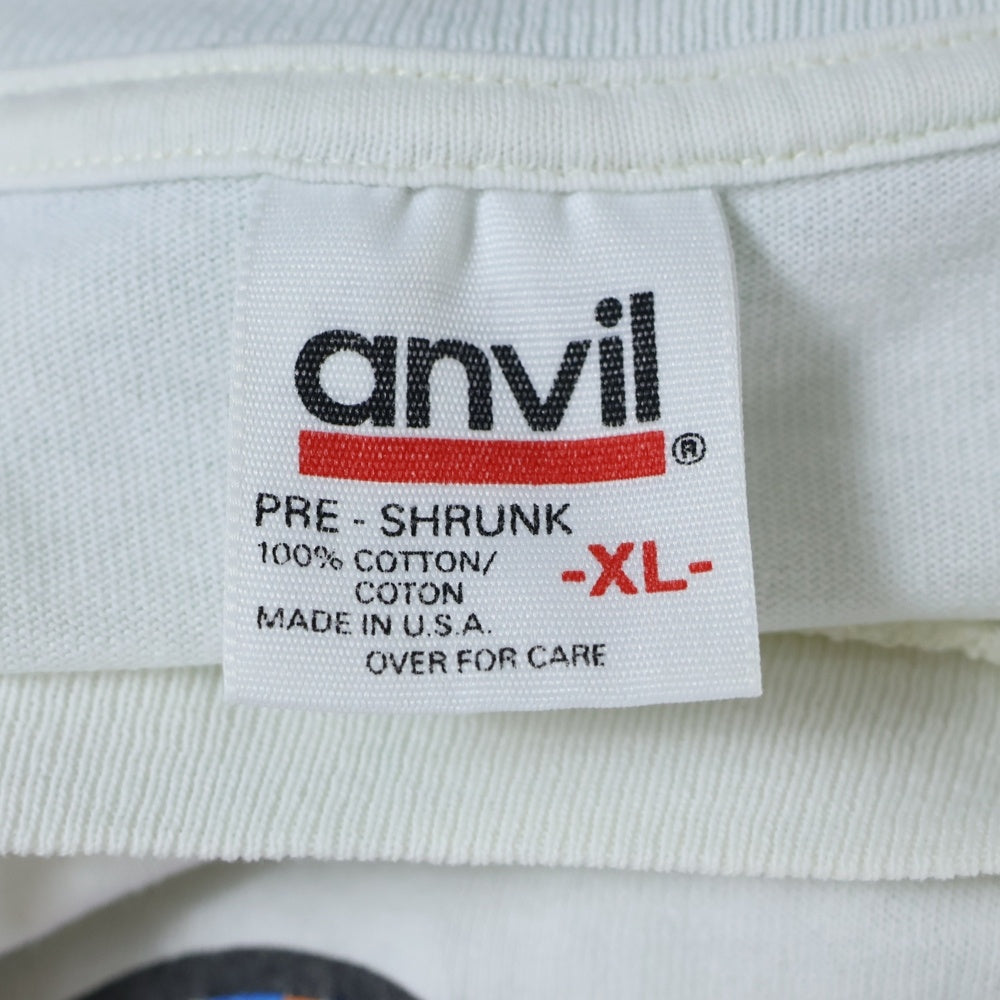 anvil®
PRE - SHRUNK
100% COTTON/
COTON
-XL-
MADE IN U.S.A.
OVER FOR CARE